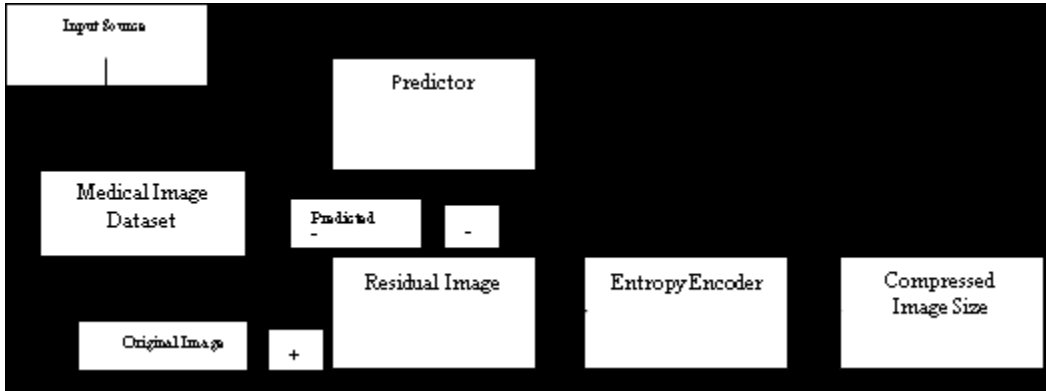 Input Source
Predictor
Medical Image
Dataset
Predicted
-
-
Residual Image
Entropy Encoder
Compressed
Image Size
Original Image
+